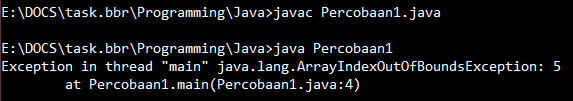 E:\DOCS\task.bbr\Programming\Java>javac Percobaan1.java
E:\DOCS\task.bbr\Programming\Java>java Percobaan1
Exception in thread "main" java.lang.ArrayIndexOutOfBoundsException: 5
at Percobaan1.main(Percobaan1.java:4)